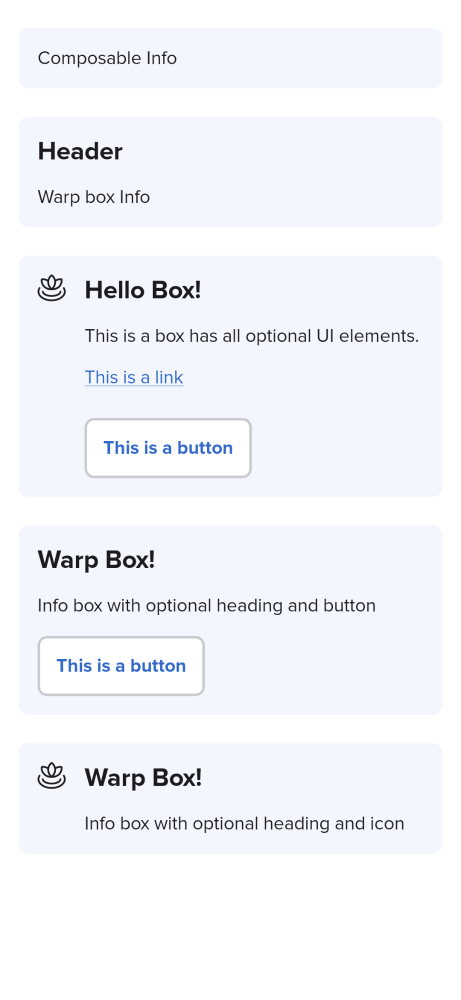 Composable Info
Header
Warp box Info
Hello Box!
This is a box has all optional UI elements.
This is a link
This is a button
Warp Box!
Info box with optional heading and button
This is a button
Warp Box!
Info box with optional heading and icon